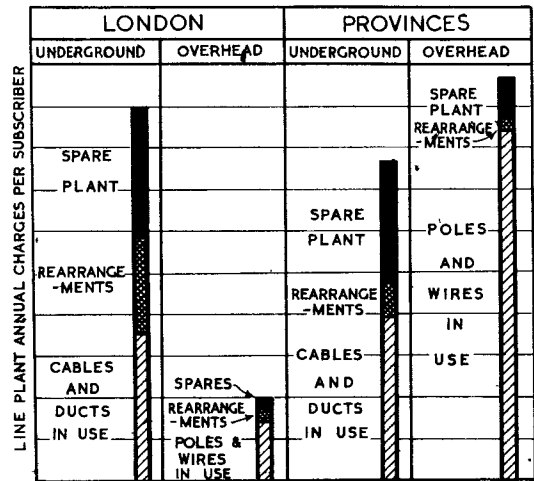 LONDON
PROVINCES
UNDERGROUND
OVERHEAD
UNDERGROUND
OVERHEAD
LINE PLANT ANNUAL CHARGES PER SUBSCRIBER
SPARE
PLANT
REARRANGE
-MENTS
CABLES
AND
DUCTS
IN USE
SPARES
REARRANGE
-MENTS
POLES &
WIRES
IN USE
SPARE
PLANT
REARRANGE
-MENTS
CABLES
AND
DUCTS
IN USE
SPARE
PLANT
REARRANGE
-MENTS
POLES
AND
WIRES
IN
USE